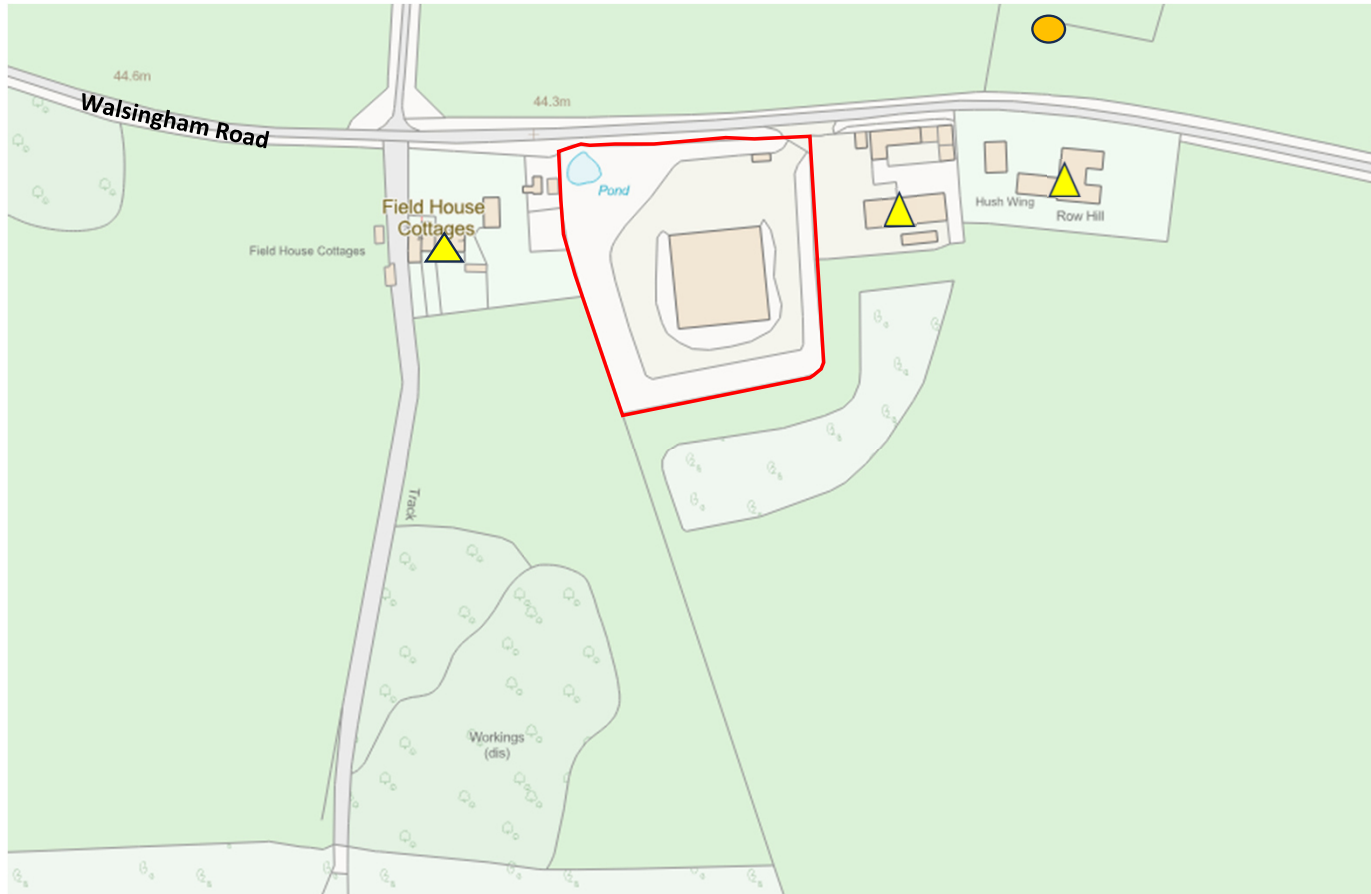 44.6m
Walsingham Road
44.3m
Pond
Field House
Cottages
Field House Cottages
Hush Wing
Row Hill
Track
Workings
(dis)